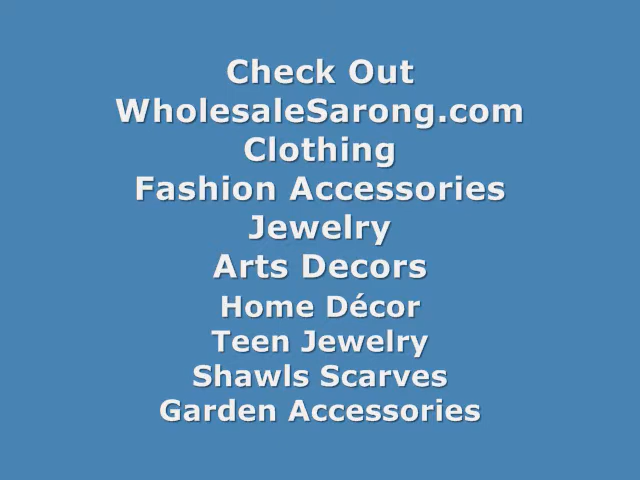 Check Out
WholesaleSarong.com
Clothing
Fashion Accessories
Jewelry
Arts Decors
Home Décor
Teen Jewelry
Shawls Scarves
Garden Accessories